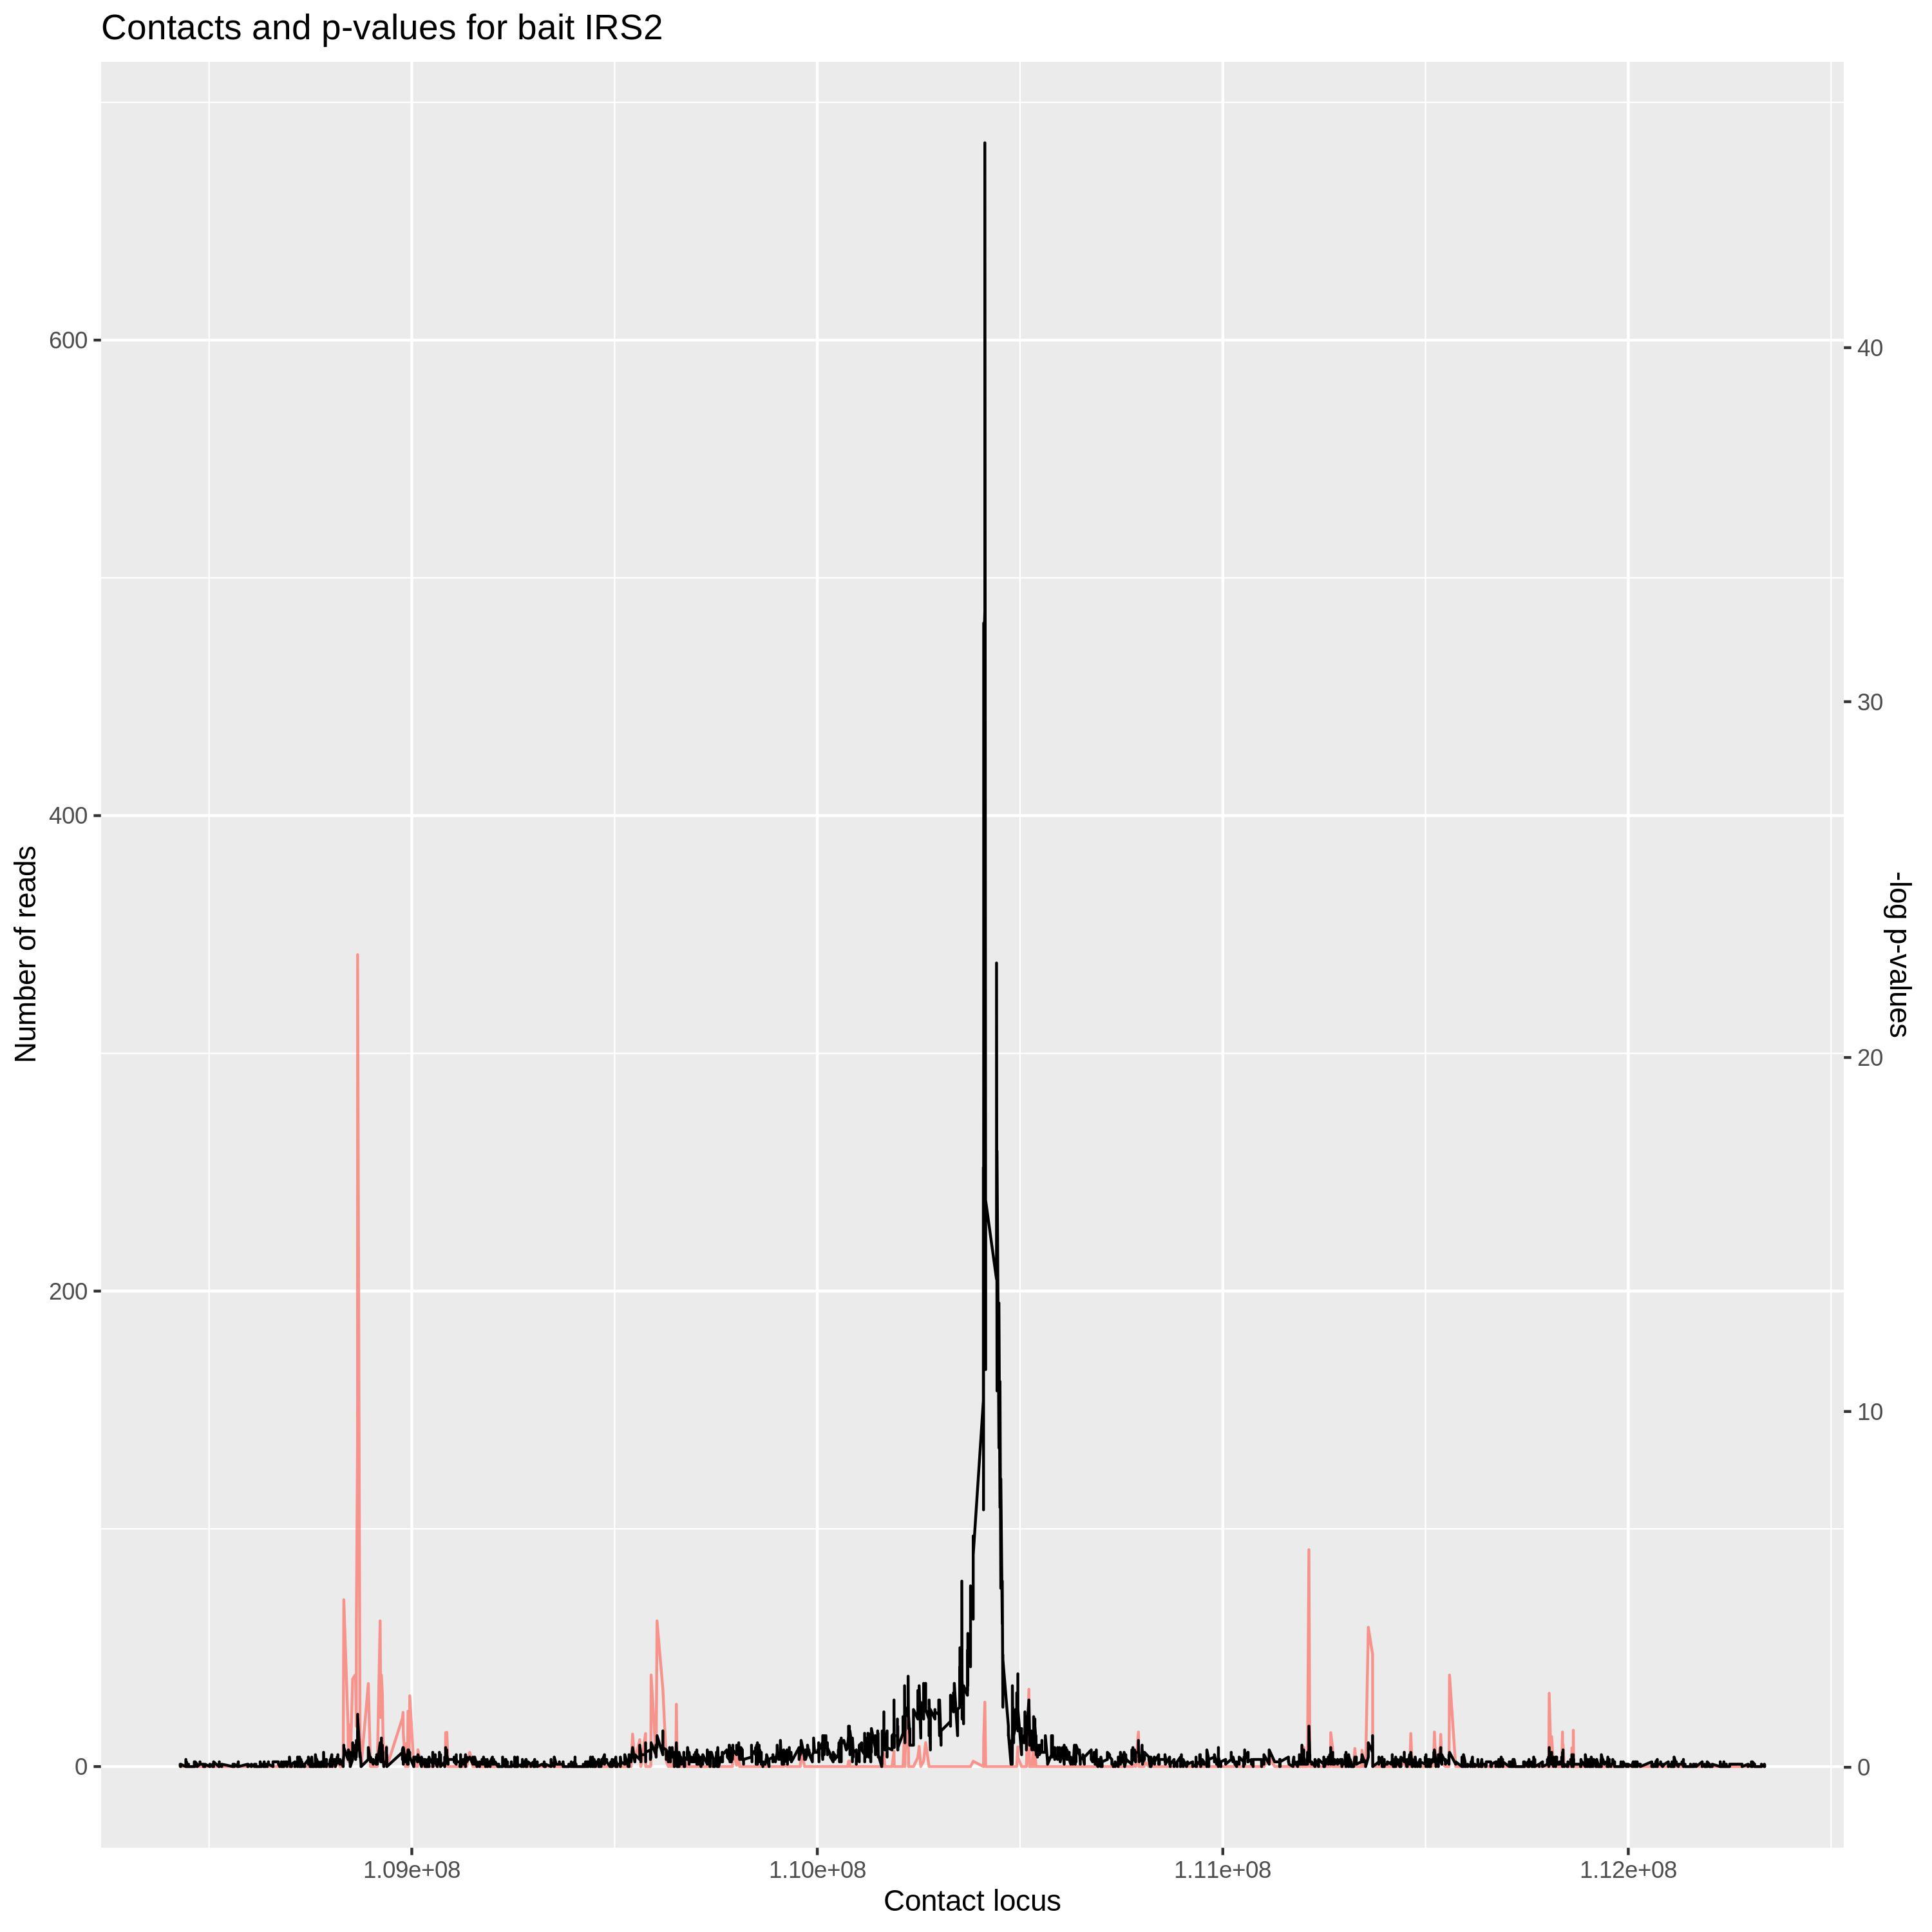 Contacts and p-values for bait IRS2
Number of reads
600
400
200
0
40
30
20
10
0
-log p-values
1.09e+08
1.10e+08
1.11e+08
1.12e+08
Contact locus